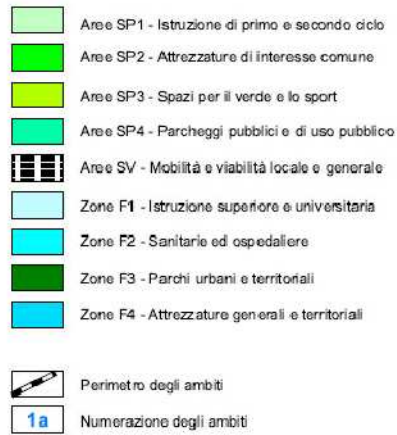 Aree SP1 - Istruzione di primo e secondo ciclo
Aree SP2 - Attrezzature di interesse comune
Aree SP3 - Spazi per il verde e lo sport
Aree SP4 - Parcheggi pubblici e di uso pubblico
Aree SV - Mobilità e viabilità locale e generale
Zone F1 - Istruzione superiore e universitaria
Zone F2 - Sanitarie ed ospedaliere
Zone F3 - Parchi urbani e territoriali
Zone F4 - Attrezzature generali e territoriali
Perimetro degli ambiti
1a Numerazione degli ambiti